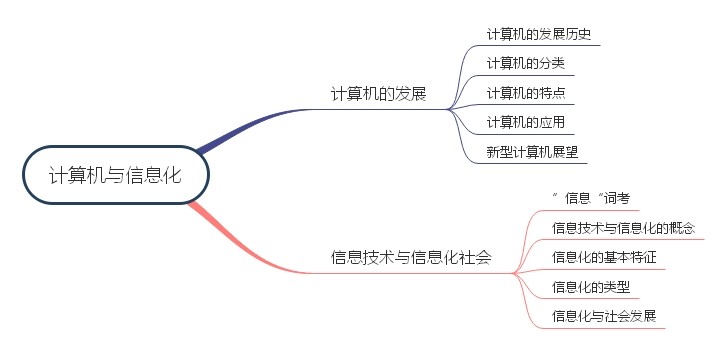 计算机与信息化
计算机的发展
计算机的发展历史
计算机的分类
计算机的特点
计算机的应用
新型计算机展望
信息技术与信息化社会
”信息“词考
信息技术与信息化的概念
信息化的基本特征
信息化的类型
信息化与社会发展